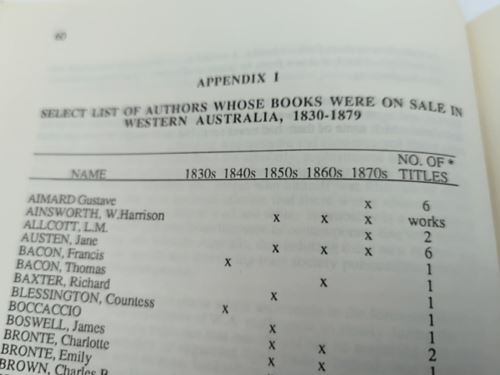 60
APPENDIX I
SELECT LIST OF AUTHORS WHOSE BOOKS WERE ON SALE IN
WESTERN AUSTRALIA, 1830-1879
NO. OF *
NAME 1830s 1840s 1850s 1860s 1870s TITLES
AIMARD Gustave x 6
AINSWORTH, W.Harrison x x x works
ALLCOTT, L.M. x 2
AUSTEN, Jane x x x 6
BACON, Francis 1
BACON, Thomas x 1
BAXTER, Richard x 1
BLESSINGTON, Countess x 1
BOCCACCIO x 1
BOSWELL, James x 1
BRONTE, Charlotte x x 2
BRONTE, Emily x x 1
BROWN, Charles B.